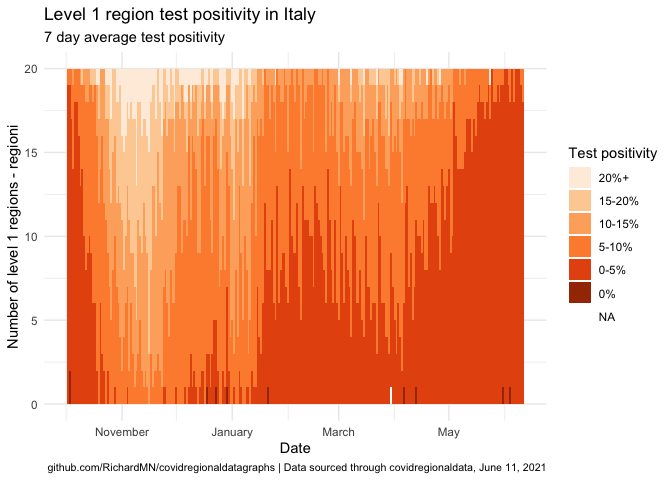 Level 1 region test positivity in Italy
7 day average test positivity
Number of level 1 regions - regioni
20
15
10
5
0
November
January
March
May
Date
Test positivity
20%+
15-20%
10-15%
5-10%
0-5%
0%
NA
github.com/RichardMN/covidregionaldatagraphs | Data sourced through covidregionaldata, June 11, 2021